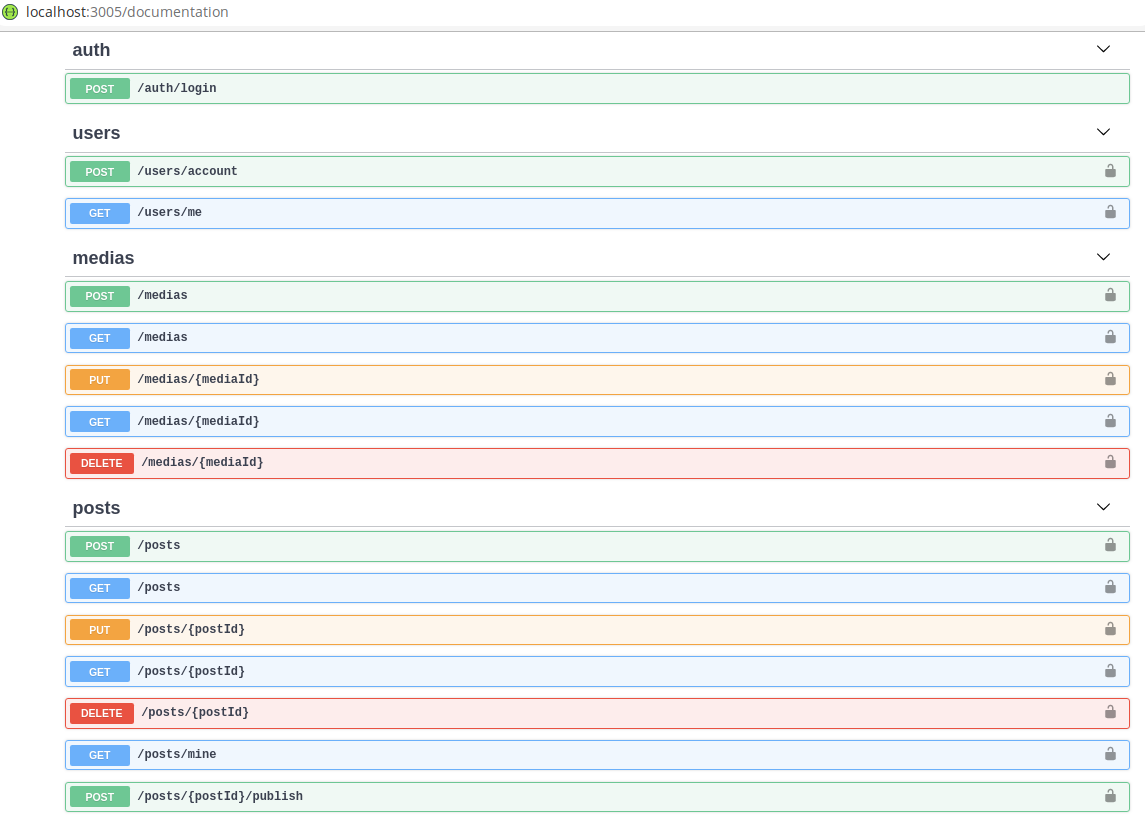 localhost:3005/documentation
auth
POST /auth/login
users
POST /users/account
GET /users/me
medias
POST /medias
GET /medias
PUT /medias/{mediaId}
GET /medias/{mediaId}
DELETE /medias/{mediaId}
posts
POST /posts
GET /posts
PUT /posts/{postId}
GET /posts/{postId}
DELETE /posts/{postId}
GET /posts/mine
POST /posts/{postId}/publish